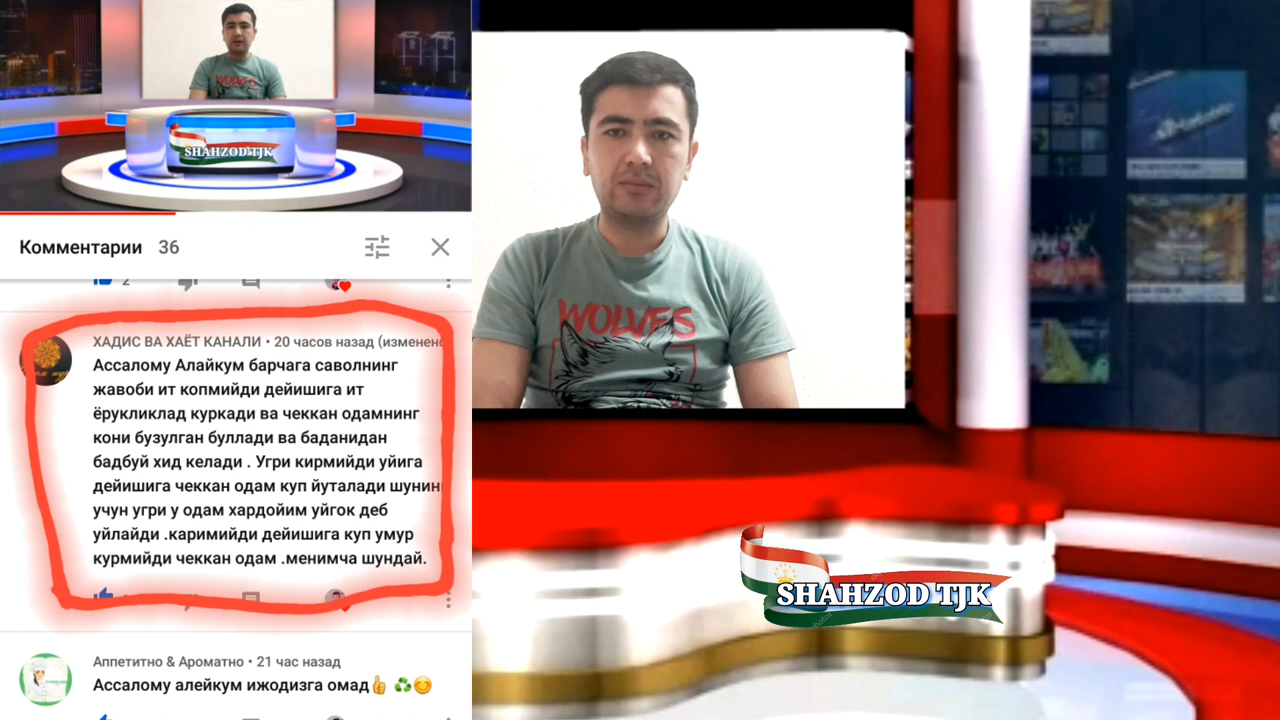 SHAHZOD TJK
Комментарии 36
2
ХАДИС ВА ХАЁТ КАНАЛИ • 20 часов назад (изменено
Ассалому Алайкум барчага саволнинг
жавоби ит копмийди дейишига ит
ёрукликлад куркади ва чеккан одамнинг
кони бузулган буллади ва баданидан
бадбуй хид келади . Угри кирмийди уйига
дейишига чеккан одам куп йуталади шунин
учун угри у одам хардойим уйгок деб
уйлайди .каримийди дейишига куп умур
курмийди чеккан одам .менимча шундай.
Аппетитно & Ароматно • 21 час назад
Ассалому алейкум ижодизга омад👍 ♻️😊
WOLVES
SHAHZOD TJK